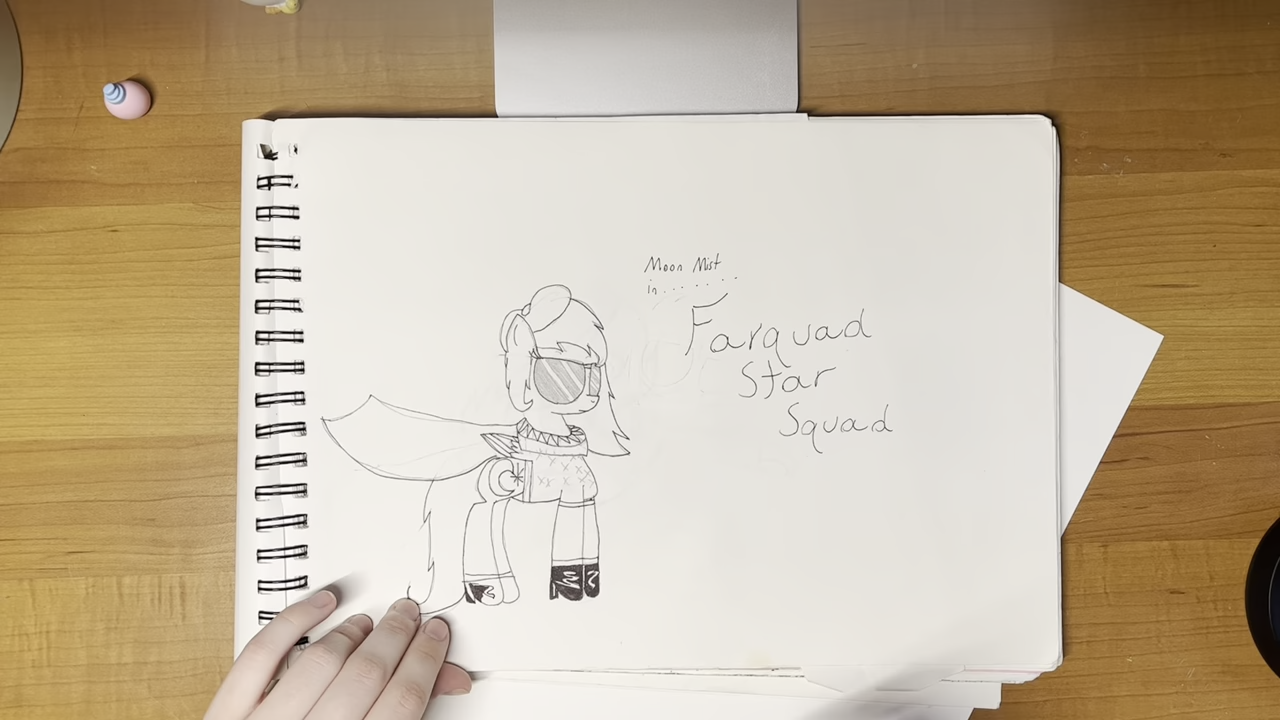 Moon Mist
in.......
Farquad
Star
Squad